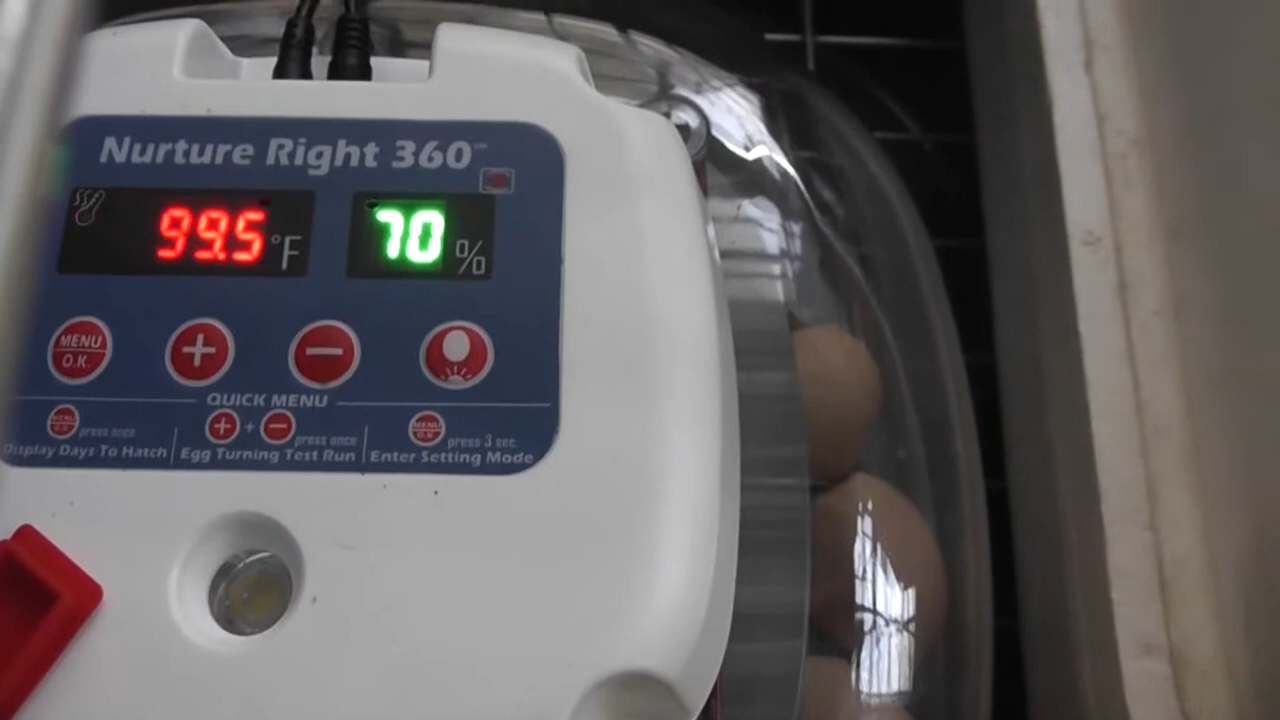 Nurture Right 360
99.5 °F 70 %
MENU + −
O.K.
QUICK MENU
MENU press once + + − press once MENU press 3 sec.
Display Days To Hatch Egg Turning Test Run Enter Setting Mode